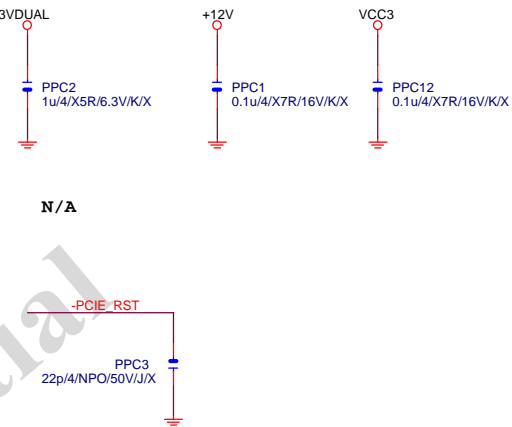 3VDUAL
+12V
VCC3
PPC2
1u/4/X5R/6.3V/K/X
PPC1
0.1u/4/X7R/16V/K/X
PPC12
0.1u/4/X7R/16V/K/X
N/A
-PCIE_RST
PPC3
22p/4/NPO/50V/J/X
tial